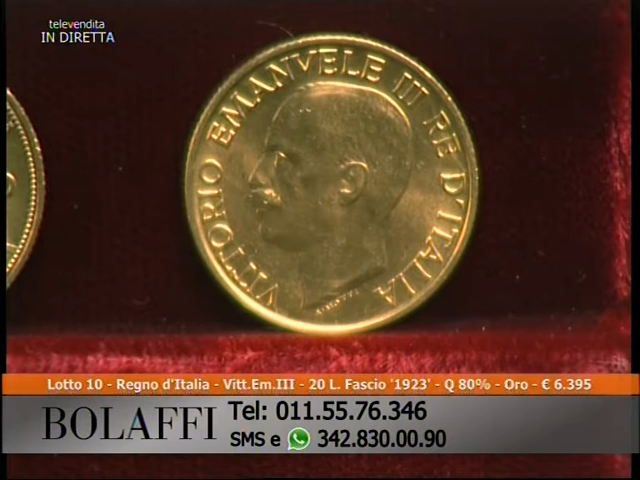 televendita
IN DIRETTA
VITTORIO EMANVELE III RE D'ITALIA
Lotto 10 - Regno d'Italia - Vitt.Em.III - 20 L. Fascio '1923' - Q 80% - Oro - € 6.395
BOLAFFI
Tel: 011.55.76.346
SMS e 342.830.00.90